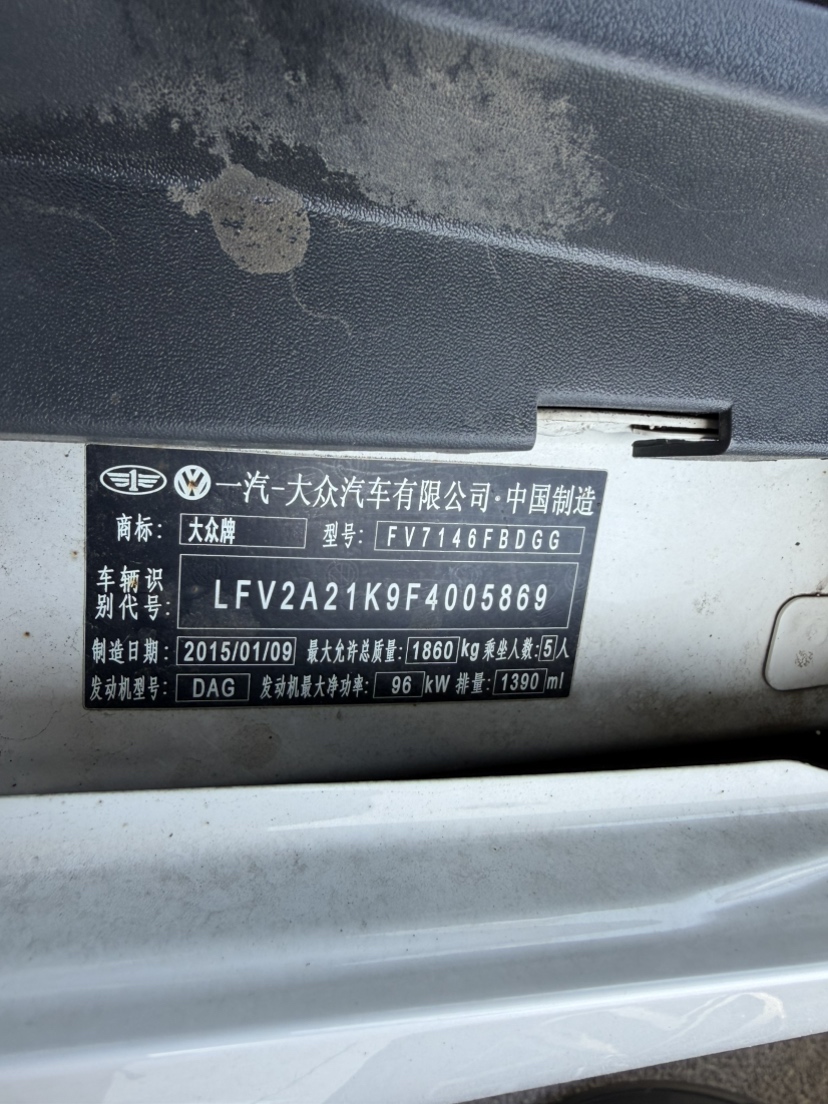 一汽-大众汽车有限公司·中国制造
商标: 大众牌 型号: FV7146FBDGG
车辆识别代号: LFV2A21K9F4005869
制造日期: 2015/01/09 最大允许总质量: 1860 kg 乘坐人数: 5 人
发动机型号: DAG 发动机最大净功率: 96 kW 排量: 1390 ml